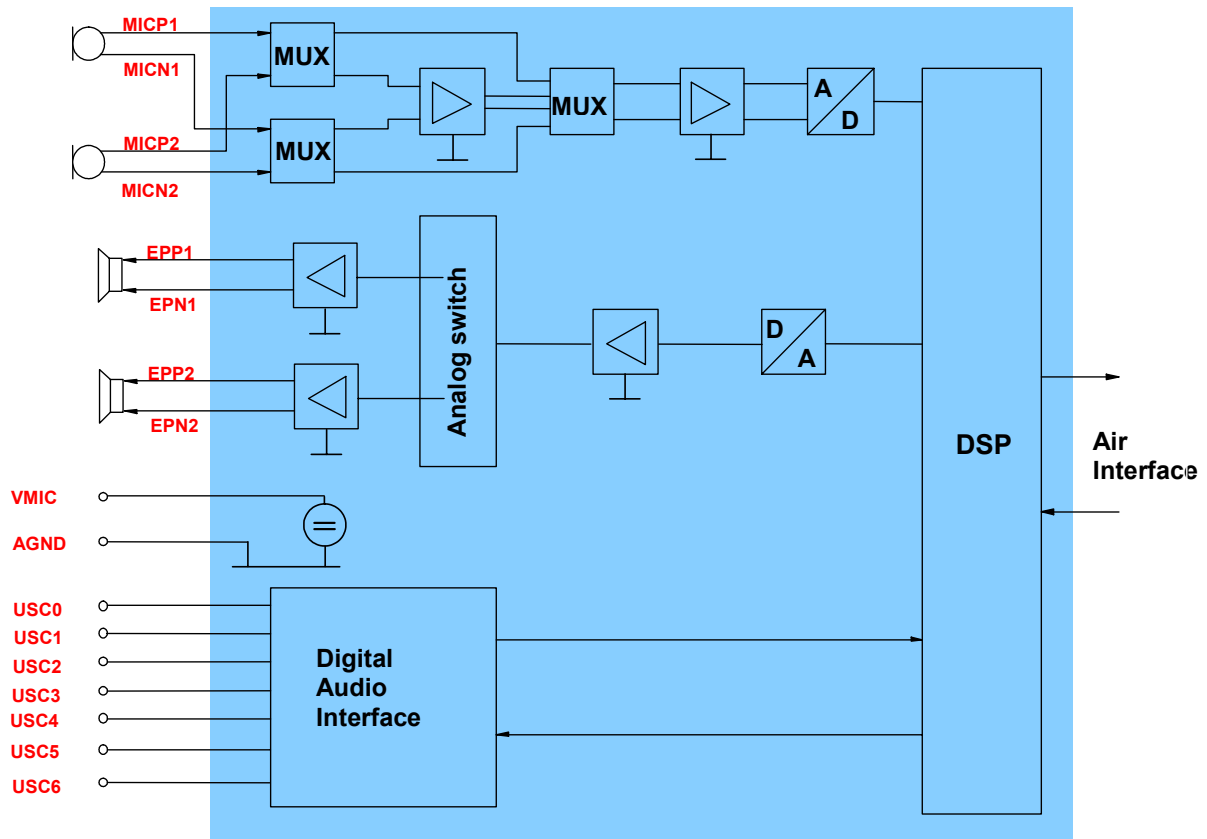 MICP1
MICN1
MUX
MUX
A
D
MUX
MICP2
MICN2
EPP1
EPN1
EPP2
EPN2
Analog switch
D
A
DSP
Air
Interface
VMIC
AGND
USC0
USC1
USC2
USC3
USC4
USC5
USC6
Digital
Audio
Interface